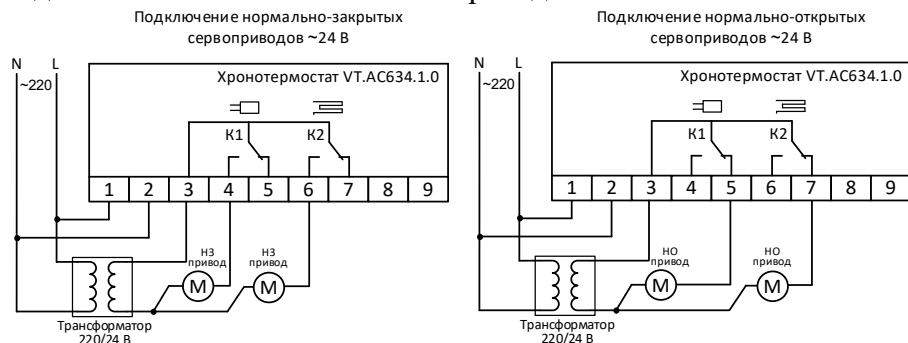 Подключение нормально-закрытых
сервоприводов ~24 В
N L
~220
Хронотермостат VT.AC634.1.0
К1 К2
1 2 3 4 5 6 7 8 9
НЗ
привод
НЗ
привод
М М
Трансформатор
220/24 В
Подключение нормально-открытых
сервоприводов ~24 В
N L
~220
Хронотермостат VT.AC634.1.0
К1 К2
1 2 3 4 5 6 7 8 9
НО
привод
НО
привод
М М
Трансформатор
220/24 В